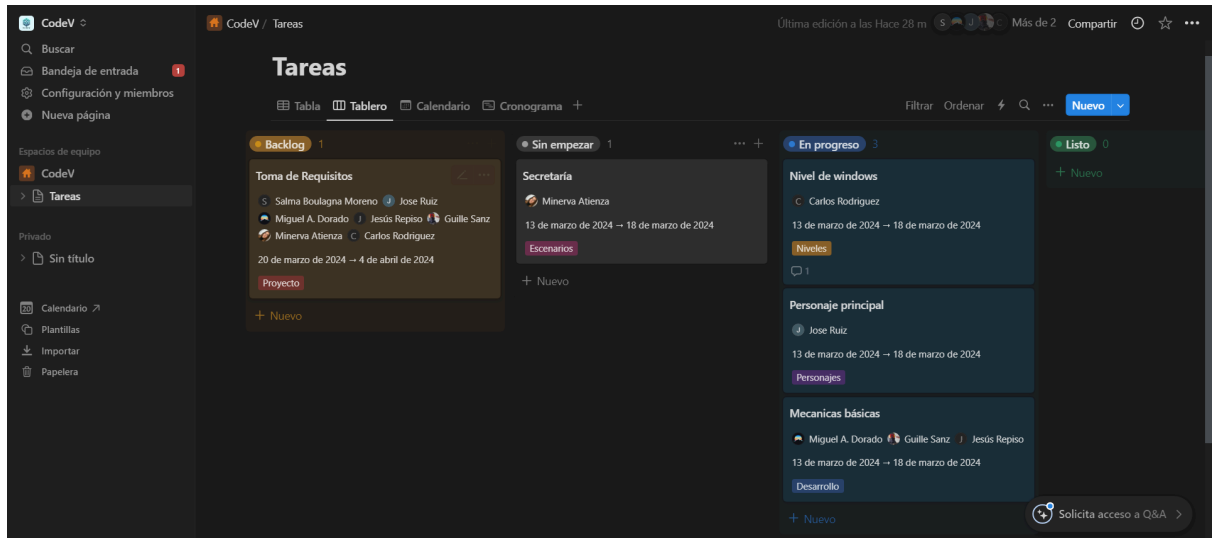 CodeV
Buscar
Bandeja de entrada 1
Configuración y miembros
Nueva página
Espacios de equipo
CodeV
Tareas
Privado
Sin título
20 Calendario ↗
Plantillas
Importar
Papelera
CodeV / Tareas
Última edición a las Hace 28 m S J C Más de 2 Compartir
Tareas
Tabla Tablero Calendario Cronograma +
Filtrar Ordenar Nuevo
Backlog 1
Toma de Requisitos
S Salma Boulagna Moreno J Jose Ruiz
Miguel A. Dorado J Jesús Repiso Guille Sanz
Minerva Atienza C Carlos Rodriguez
20 de marzo de 2024 → 4 de abril de 2024
Proyecto
+ Nuevo
Sin empezar 1
Secretaría
Minerva Atienza
13 de marzo de 2024 → 18 de marzo de 2024
Escenarios
+ Nuevo
En progreso 3
Nivel de windows
C Carlos Rodriguez
13 de marzo de 2024 → 18 de marzo de 2024
Niveles
1
Personaje principal
J Jose Ruiz
13 de marzo de 2024 → 18 de marzo de 2024
Personajes
Mecanicas básicas
Miguel A. Dorado Guille Sanz J Jesús Repiso
13 de marzo de 2024 → 18 de marzo de 2024
Desarrollo
+ Nuevo
Listo 0
+ Nuevo
Solicita acceso a Q&A